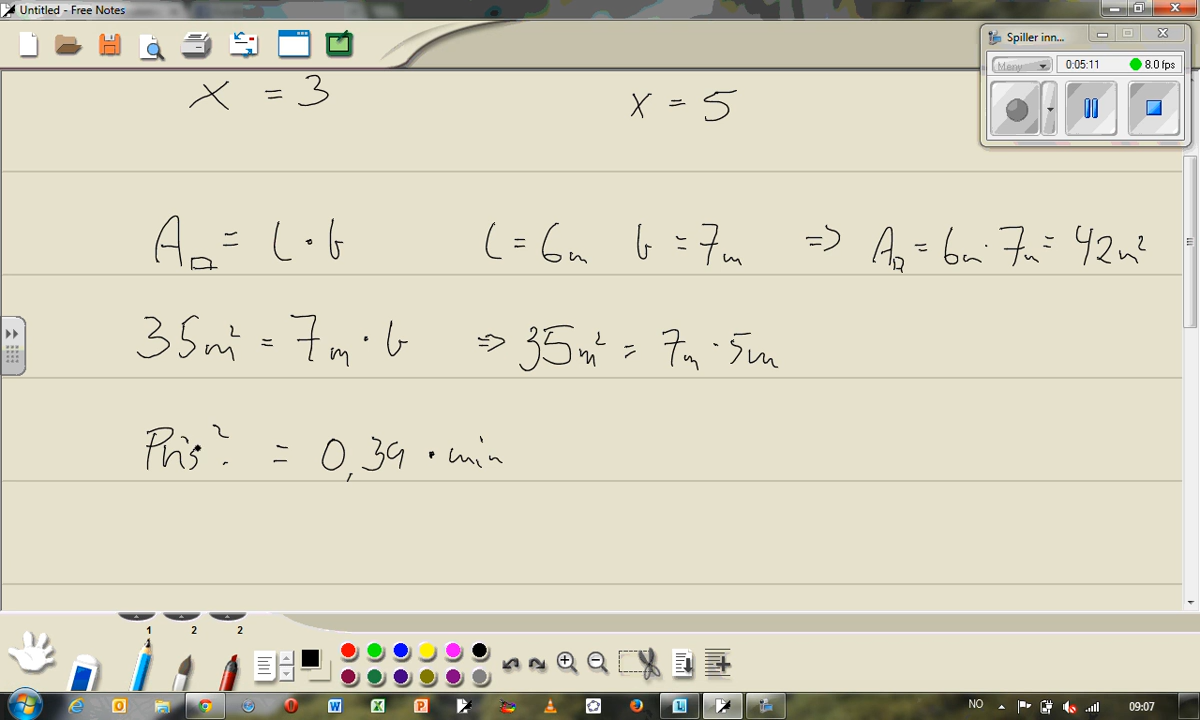 Untitled - Free Notes
Spiller inn...
Meny
0:05:11
8.0 fps
x = 3
x = 5
A▭ = l · b l = 6m b = 7m => A▭ = 6m · 7m = 42m²
35m² = 7m · b => 35m² = 7m · 5m
Pris? = 0,39 · min
1 2 2
NO
09:07